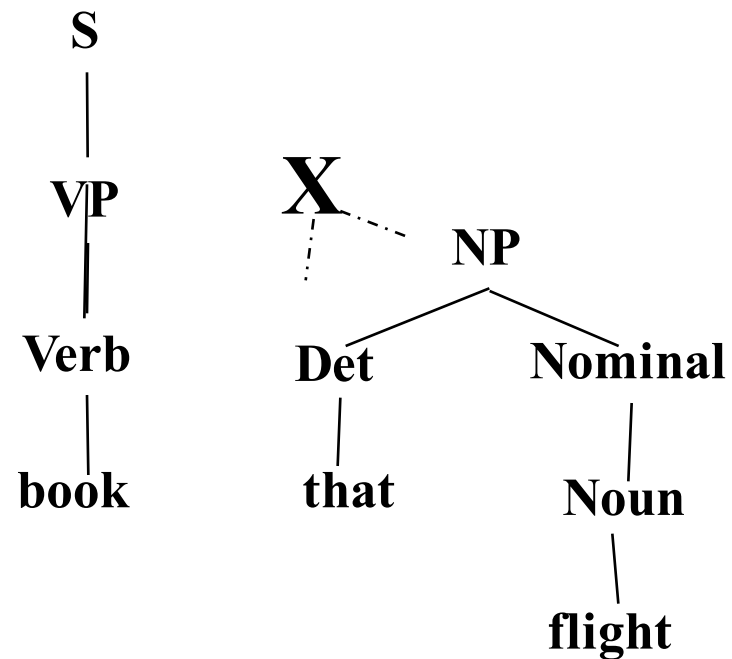 S
VP
X
NP
Verb
Det
Nominal
book
that
Noun
flight